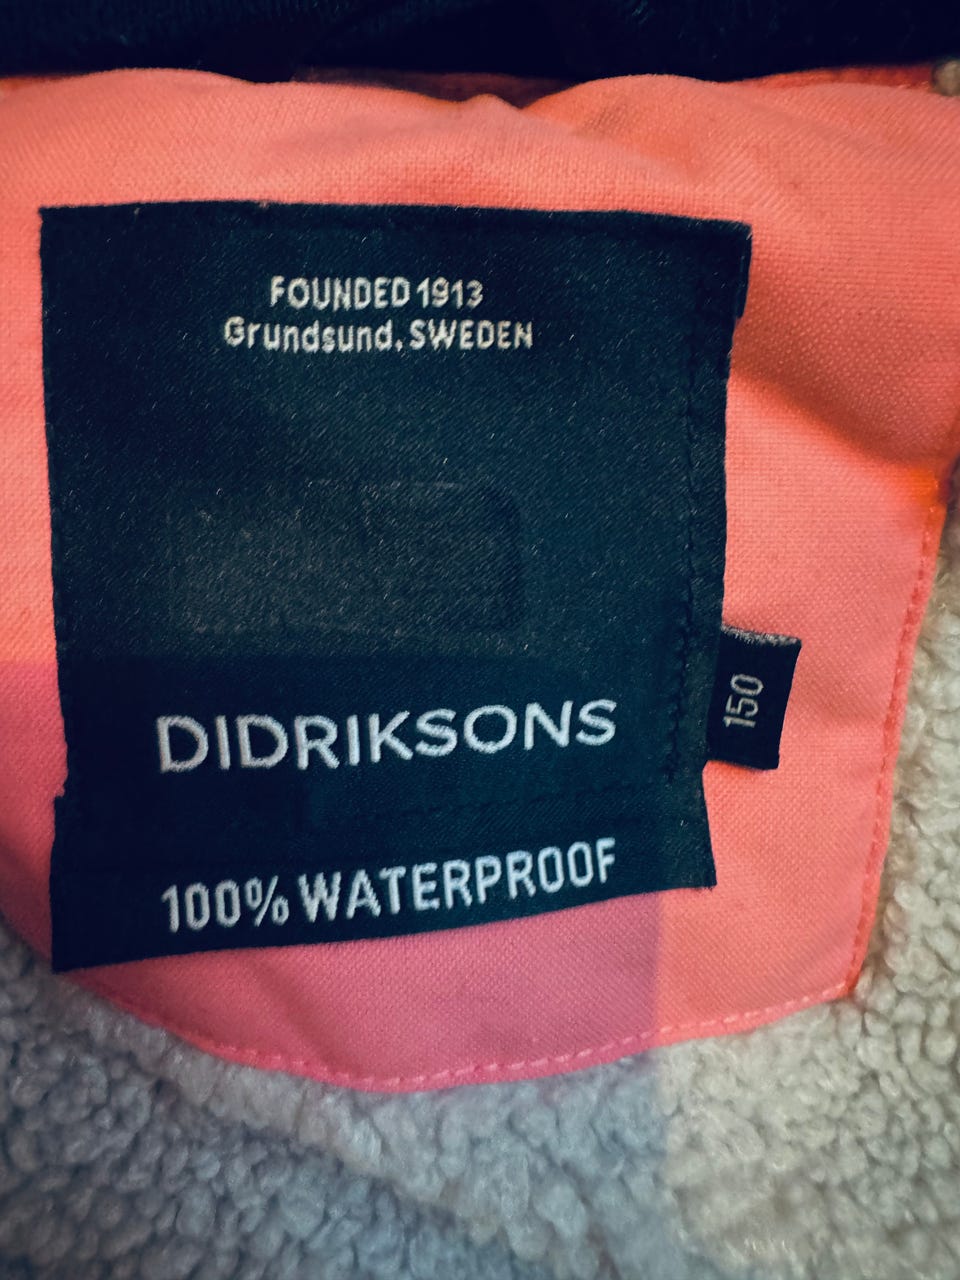 FOUNDED 1913
Grundsund, SWEDEN
DIDRIKSONS
150
100% WATERPROOF